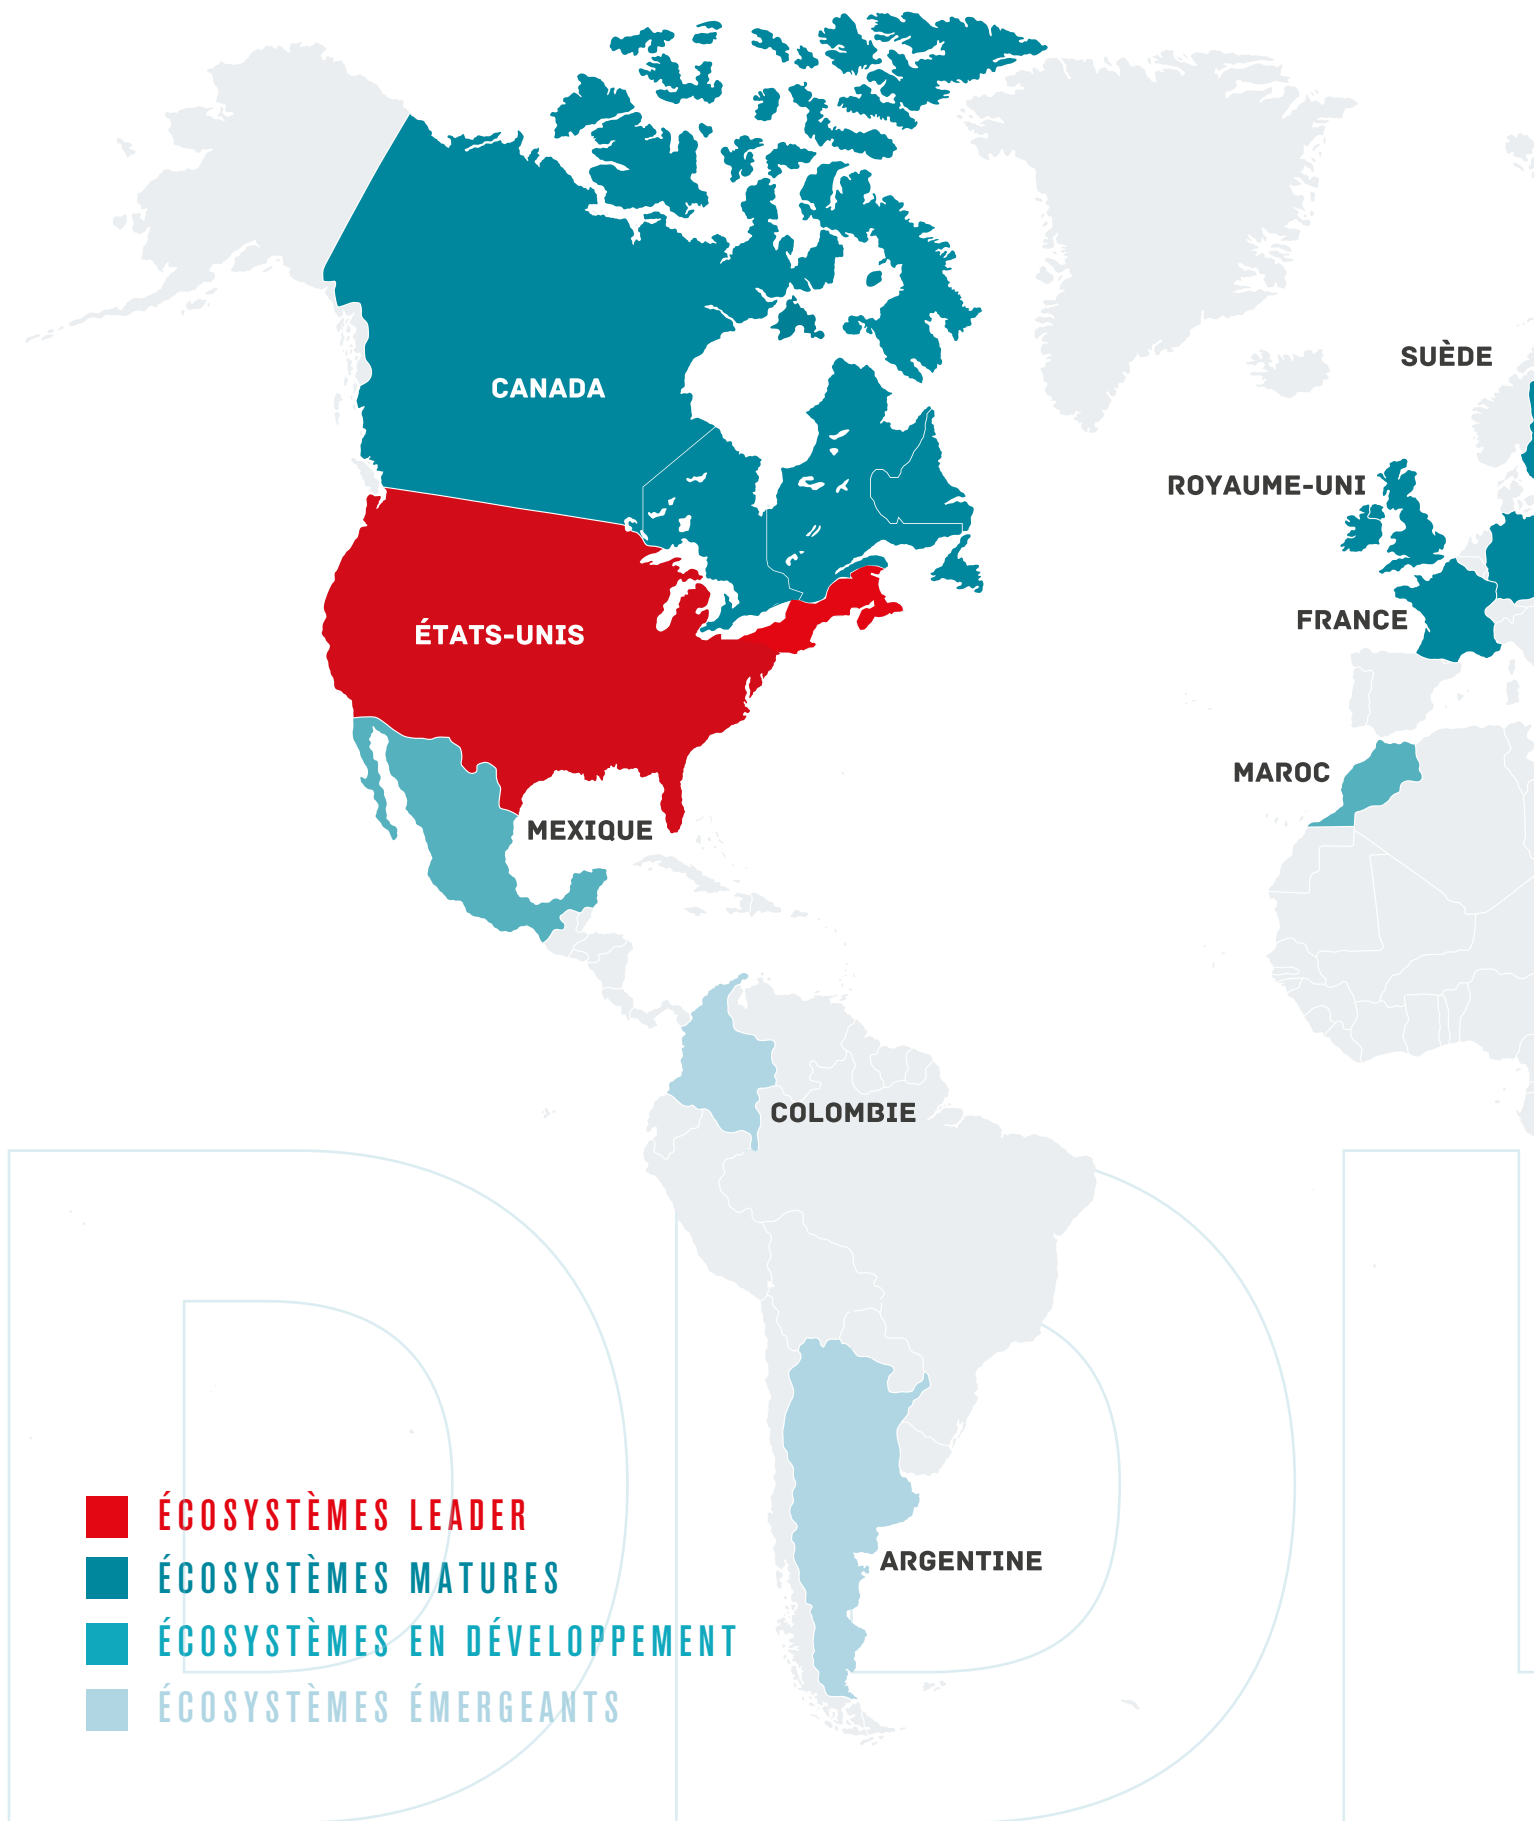 SUÈDE
CANADA
ROYAUME-UNI
FRANCE
ÉTATS-UNIS
MAROC
MEXIQUE
COLOMBIE
ARGENTINE
ÉCOSYSTÈMES LEADER
ÉCOSYSTÈMES MATURES
ÉCOSYSTÈMES EN DÉVELOPPEMENT
ÉCOSYSTÈMES ÉMERGEANTS